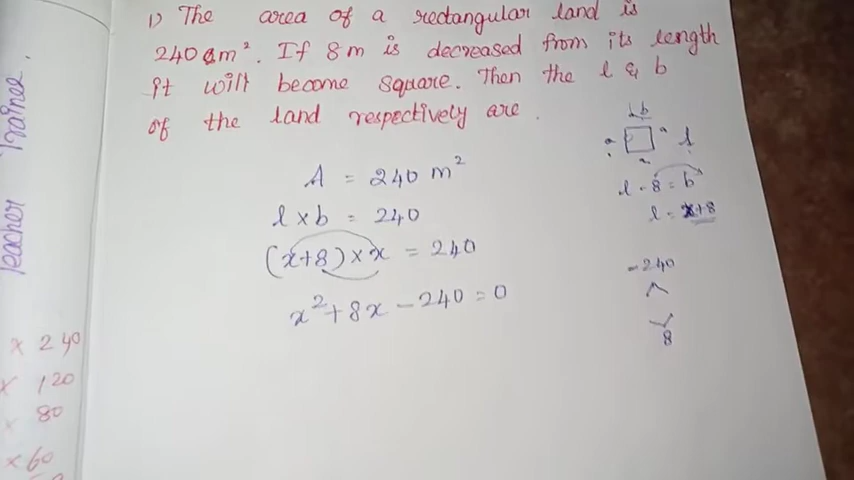 1) The area of a rectangular land is
240 cm². If 8 m is decreased from its length
It will become square. Then the l & b
of the land respectively are .
A = 240 m²
l × b = 240
(x+8) × x = 240
x² + 8x - 240 = 0
b
a
a
l
a
l - 8 = b
l = x+8
-240
8
Teacher Trainee.
× 240
× 120
× 80
× 60